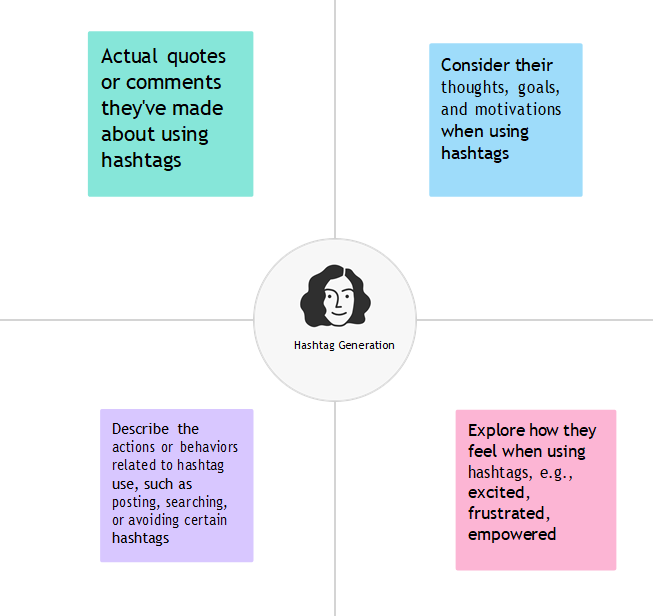 Actual quotes
or comments
they've made
about using
hashtags
Consider their
thoughts, goals,
and motivations
when using
hashtags
Hashtag Generation
Describe the
actions or behaviors
related to hashtag
use, such as
posting, searching,
or avoiding certain
hashtags
Explore how they
feel when using
hashtags, e.g.,
excited,
frustrated,
empowered